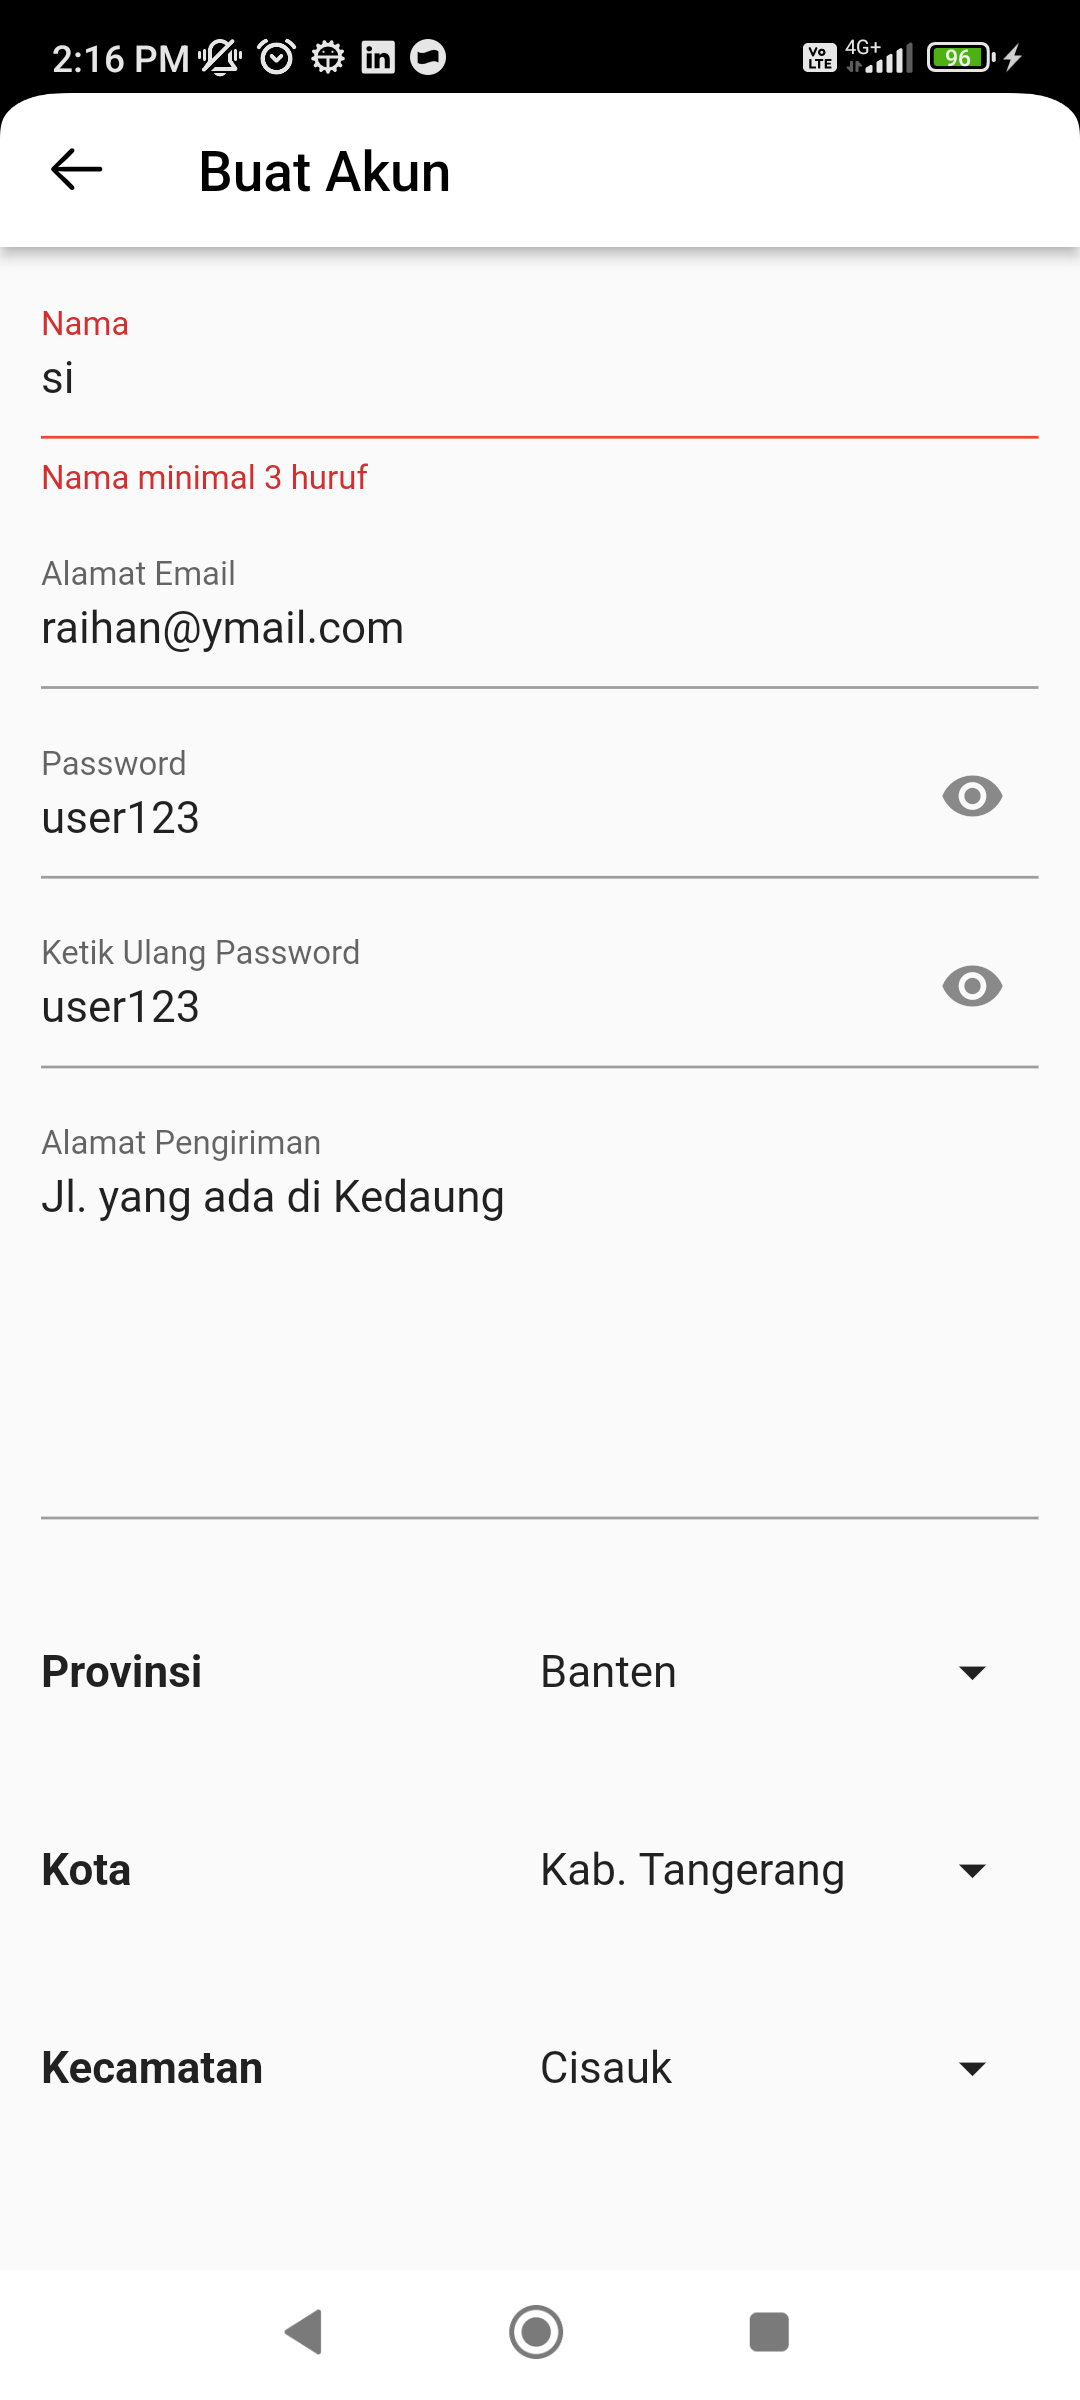 2:16 PM
Vo LTE
4G+
96
Buat Akun
Nama
si
Nama minimal 3 huruf
Alamat Email
raihan@ymail.com
Password
user123
Ketik Ulang Password
user123
Alamat Pengiriman
Jl. yang ada di Kedaung
Provinsi Banten
Kota Kab. Tangerang
Kecamatan Cisauk